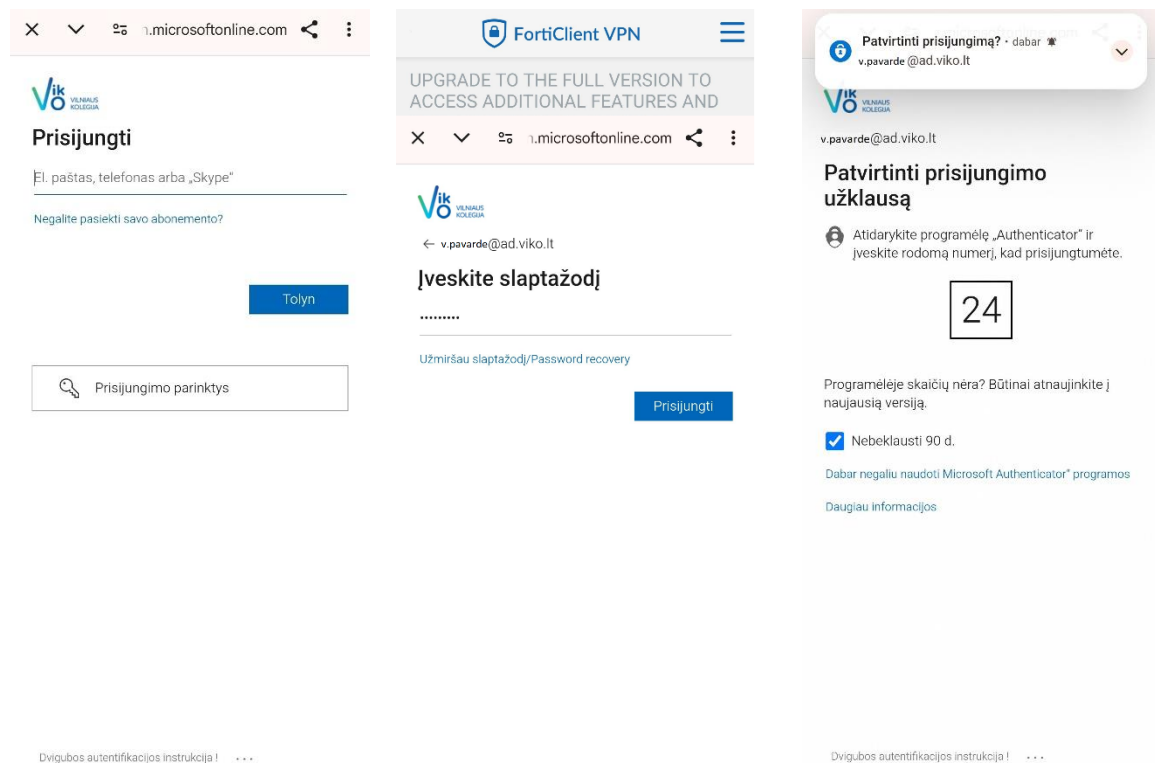 n.microsoftonline.com
Vik
VILNIAUS
KOLEGIJA
Prisijungti
El. paštas, telefonas arba „Skype“
Negalite pasiekti savo abonemento?
Tolyn
Prisijungimo parinktys
Dvigubos autentifikacijos instrukcija ! ...
FortiClient VPN
UPGRADE TO THE FULL VERSION TO
ACCESS ADDITIONAL FEATURES AND
n.microsoftonline.com
Vik
VILNIAUS
KOLEGIJA
← v.pavarde@ad.viko.lt
Įveskite slaptažodį
•••••••••
Užmiršau slaptažodį/Password recovery
Prisijungti
Patvirtinti prisijungimą? · dabar
v.pavarde @ad.viko.lt
Vik
VILNIAUS
KOLEGIJA
v.pavarde@ad.viko.lt
Patvirtinti prisijungimo
užklausą
Atidarykite programėlę „Authenticator“ ir
įveskite rodomą numerį, kad prisijungtumėte.
24
Programėlėje skaičių nėra? Būtinai atnaujinkite į
naujausią versiją.
Nebeklausti 90 d.
Dabar negaliu naudoti Microsoft Authenticator“ programos
Daugiau informacijos
Dvigubos autentifikacijos instrukcija ! ...